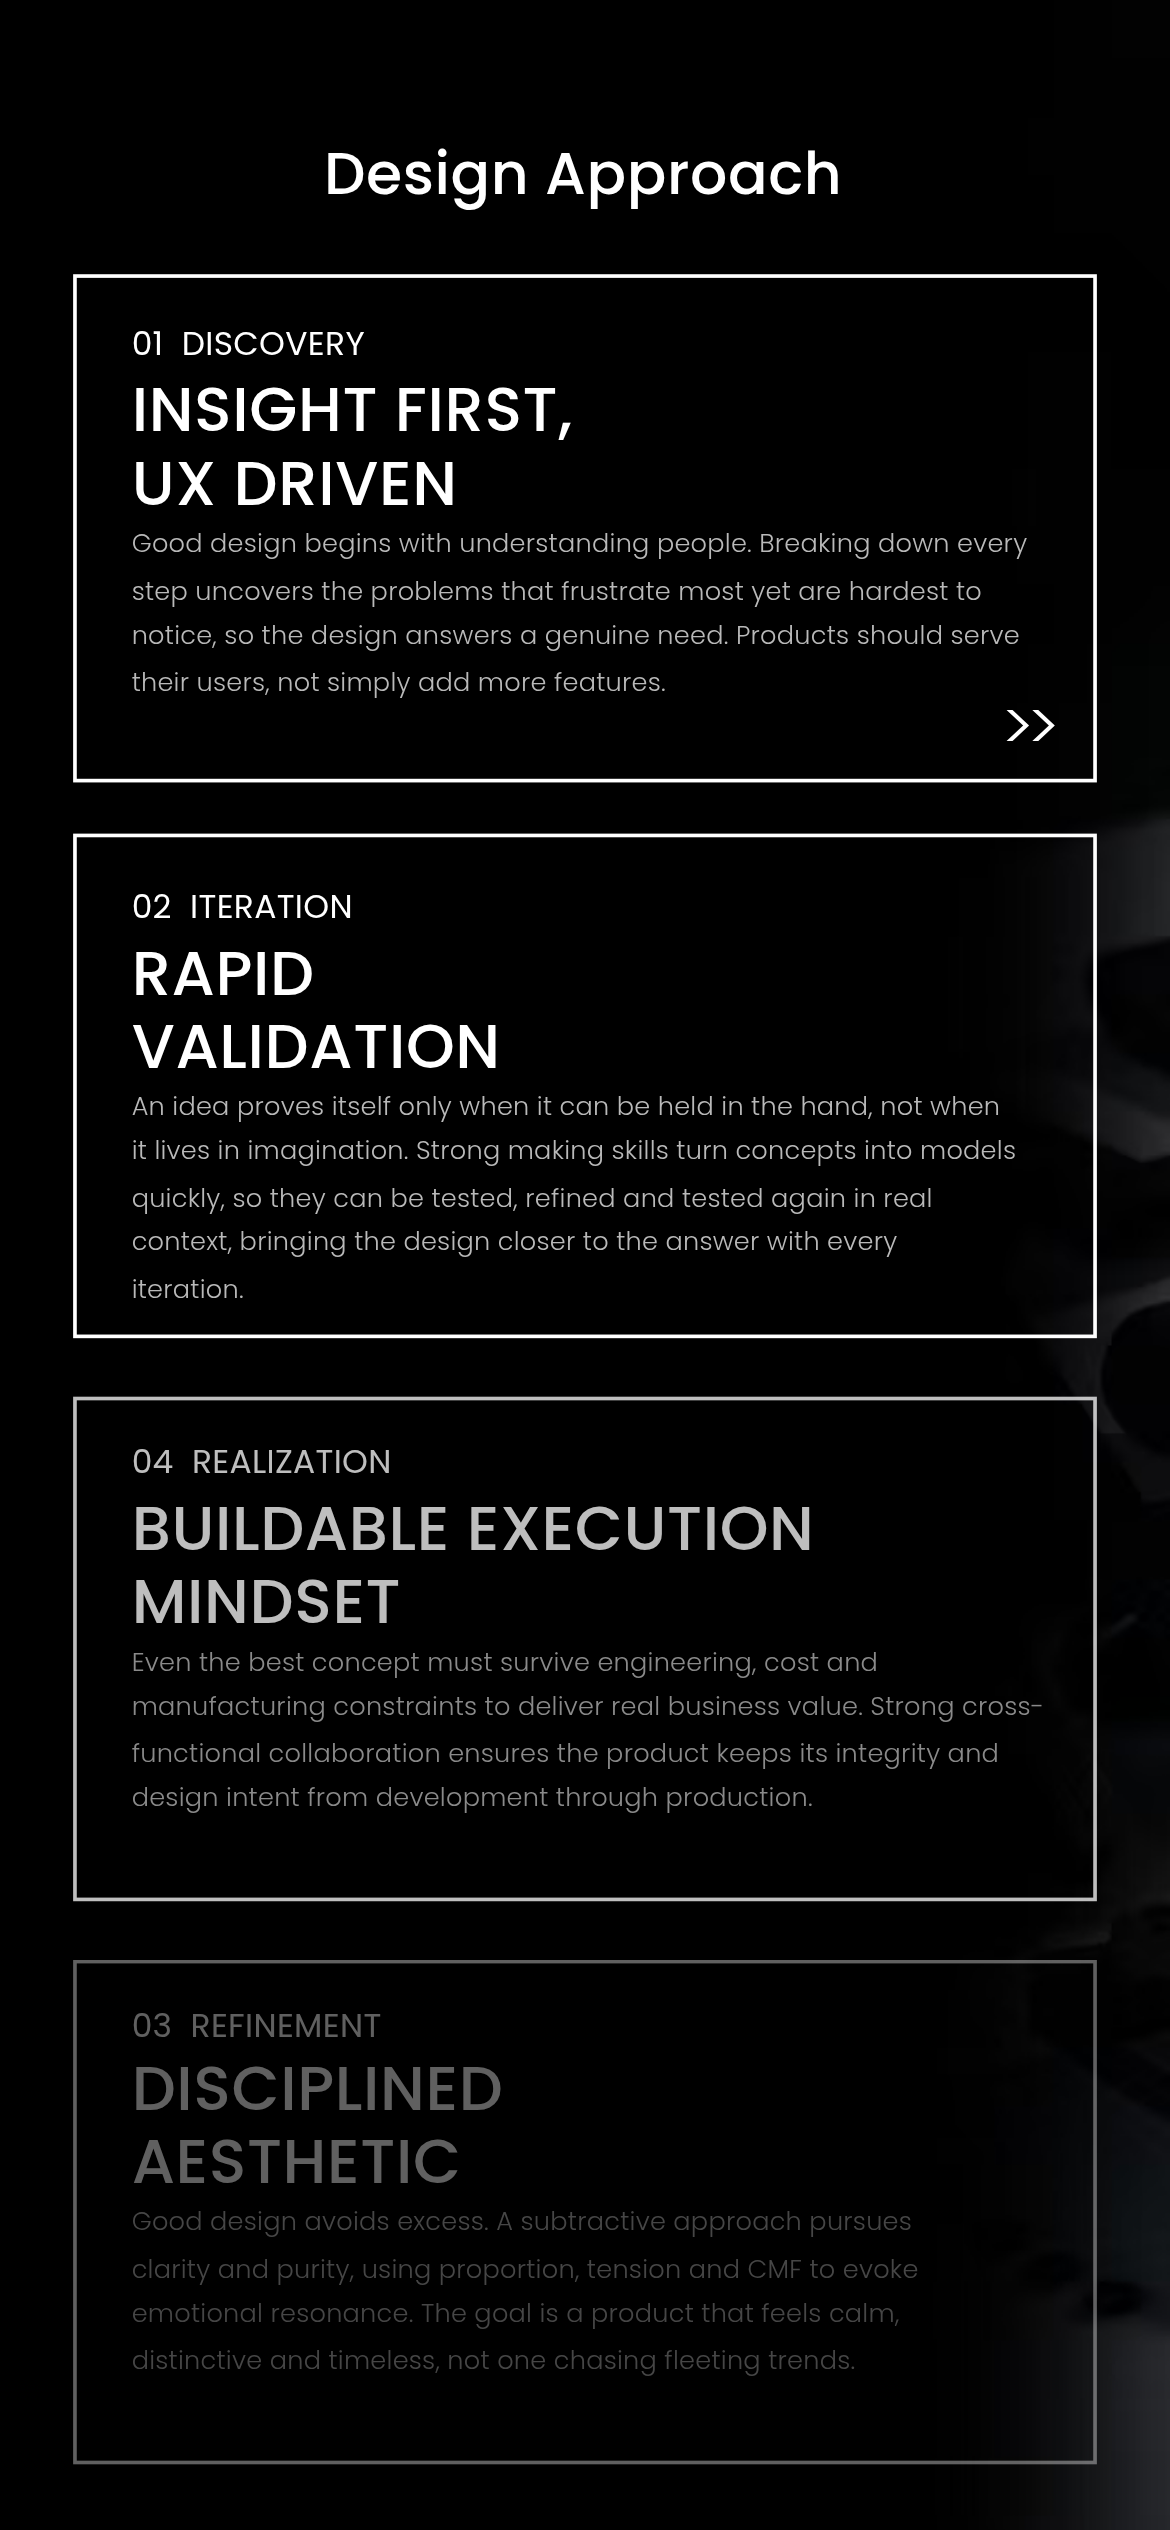 Design Approach
01 DISCOVERY
INSIGHT FIRST,
UX DRIVEN
Good design begins with understanding people. Breaking down every
step uncovers the problems that frustrate most yet are hardest to
notice, so the design answers a genuine need. Products should serve
their users, not simply add more features.
02 ITERATION
RAPID
VALIDATION
An idea proves itself only when it can be held in the hand, not when
it lives in imagination. Strong making skills turn concepts into models
quickly, so they can be tested, refined and tested again in real
context, bringing the design closer to the answer with every
iteration.
04 REALIZATION
BUILDABLE EXECUTION
MINDSET
Even the best concept must survive engineering, cost and
manufacturing constraints to deliver real business value. Strong cross-
functional collaboration ensures the product keeps its integrity and
design intent from development through production.
03 REFINEMENT
DISCIPLINED
AESTHETIC
Good design avoids excess. A subtractive approach pursues
clarity and purity, using proportion, tension and CMF to evoke
emotional resonance. The goal is a product that feels calm,
distinctive and timeless, not one chasing fleeting trends.